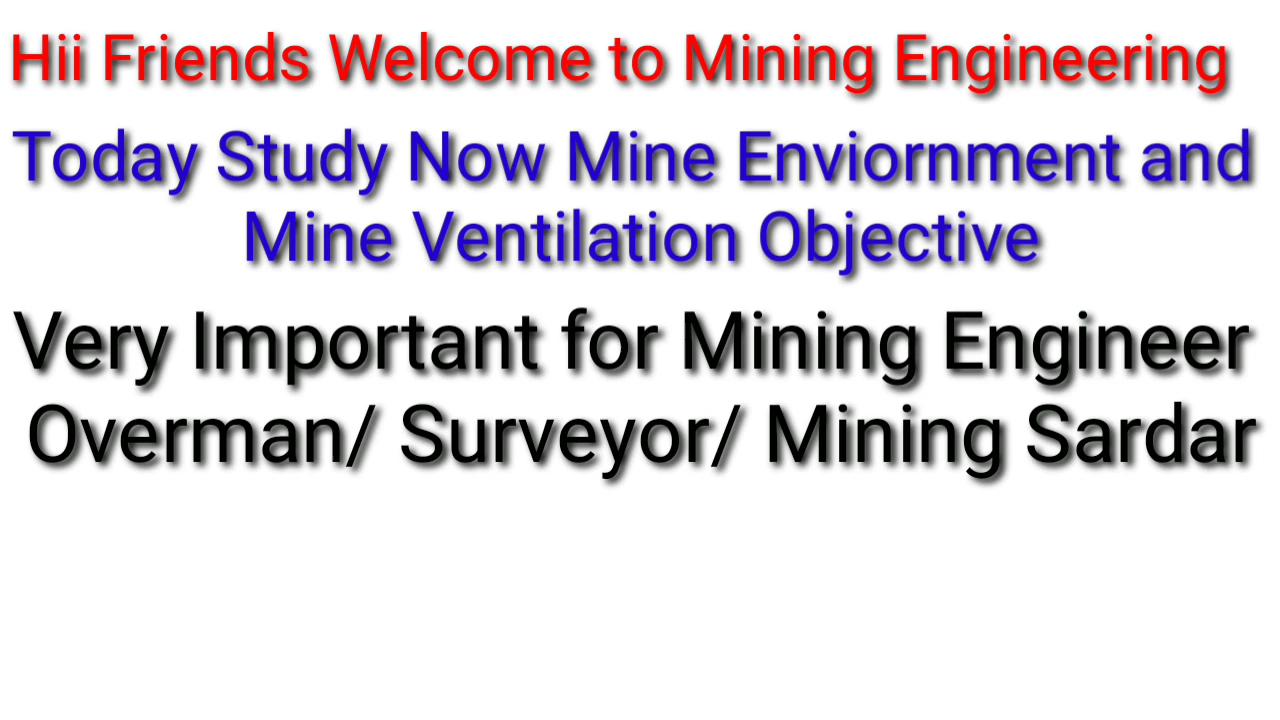 Hii Friends Welcome to Mining Engineering
Today Study Now Mine Enviornment and
Mine Ventilation Objective
Very Important for Mining Engineer
Overman/ Surveyor/ Mining Sardar